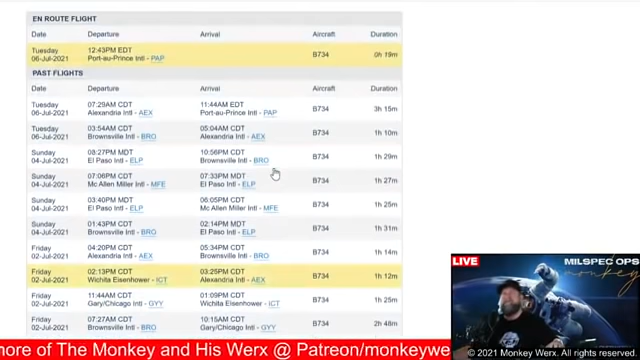 EN ROUTE FLIGHT
Date Departure Arrival Aircraft Duration
Tuesday 12:43PM EDT
06-Jul-2021 Port-au-Prince Intl - PAP B734 0h 19m
PAST FLIGHTS
Date Departure Arrival Aircraft Duration
Tuesday 07:29AM CDT 11:44AM EDT
06-Jul-2021 Alexandria Intl - AEX Port-au-Prince Intl - PAP B734 3h 15m
Tuesday 03:54AM CDT 05:04AM CDT
06-Jul-2021 Brownsville Intl - BRO Alexandria Intl - AEX B734 1h 10m
Sunday 08:27PM MDT 10:56PM CDT
04-Jul-2021 El Paso Intl - ELP Brownsville Intl - BRO B734 1h 29m
Sunday 07:06PM CDT 07:33PM MDT
04-Jul-2021 Mc Allen Miller Intl - MFE El Paso Intl - ELP B734 1h 27m
Sunday 03:40PM MDT 06:05PM CDT
04-Jul-2021 El Paso Intl - ELP Mc Allen Miller Intl - MFE B734 1h 25m
Sunday 01:43PM CDT 02:14PM MDT
04-Jul-2021 Brownsville Intl - BRO El Paso Intl - ELP B734 1h 31m
Friday 04:20PM CDT 05:34PM CDT
02-Jul-2021 Alexandria Intl - AEX Brownsville Intl - BRO B734 1h 14m
Friday 02:13PM CDT 03:25PM CDT
02-Jul-2021 Wichita Eisenhower - ICT Alexandria Intl - AEX B734 1h 12m
Friday 11:44AM CDT 01:09PM CDT
02-Jul-2021 Gary/Chicago Intl - GYY Wichita Eisenhower - ICT B734 1h 25m
Friday 07:27AM CDT 10:15AM CDT
02-Jul-2021 Brownsville Intl - BRO Gary/Chicago Intl - GYY B734 2h 48m
LIVE
MILSPEC OPS
monkey
more of The Monkey and His Werx @ Patreon/monkeywe
© 2021 Monkey Werx. All rights reserved.